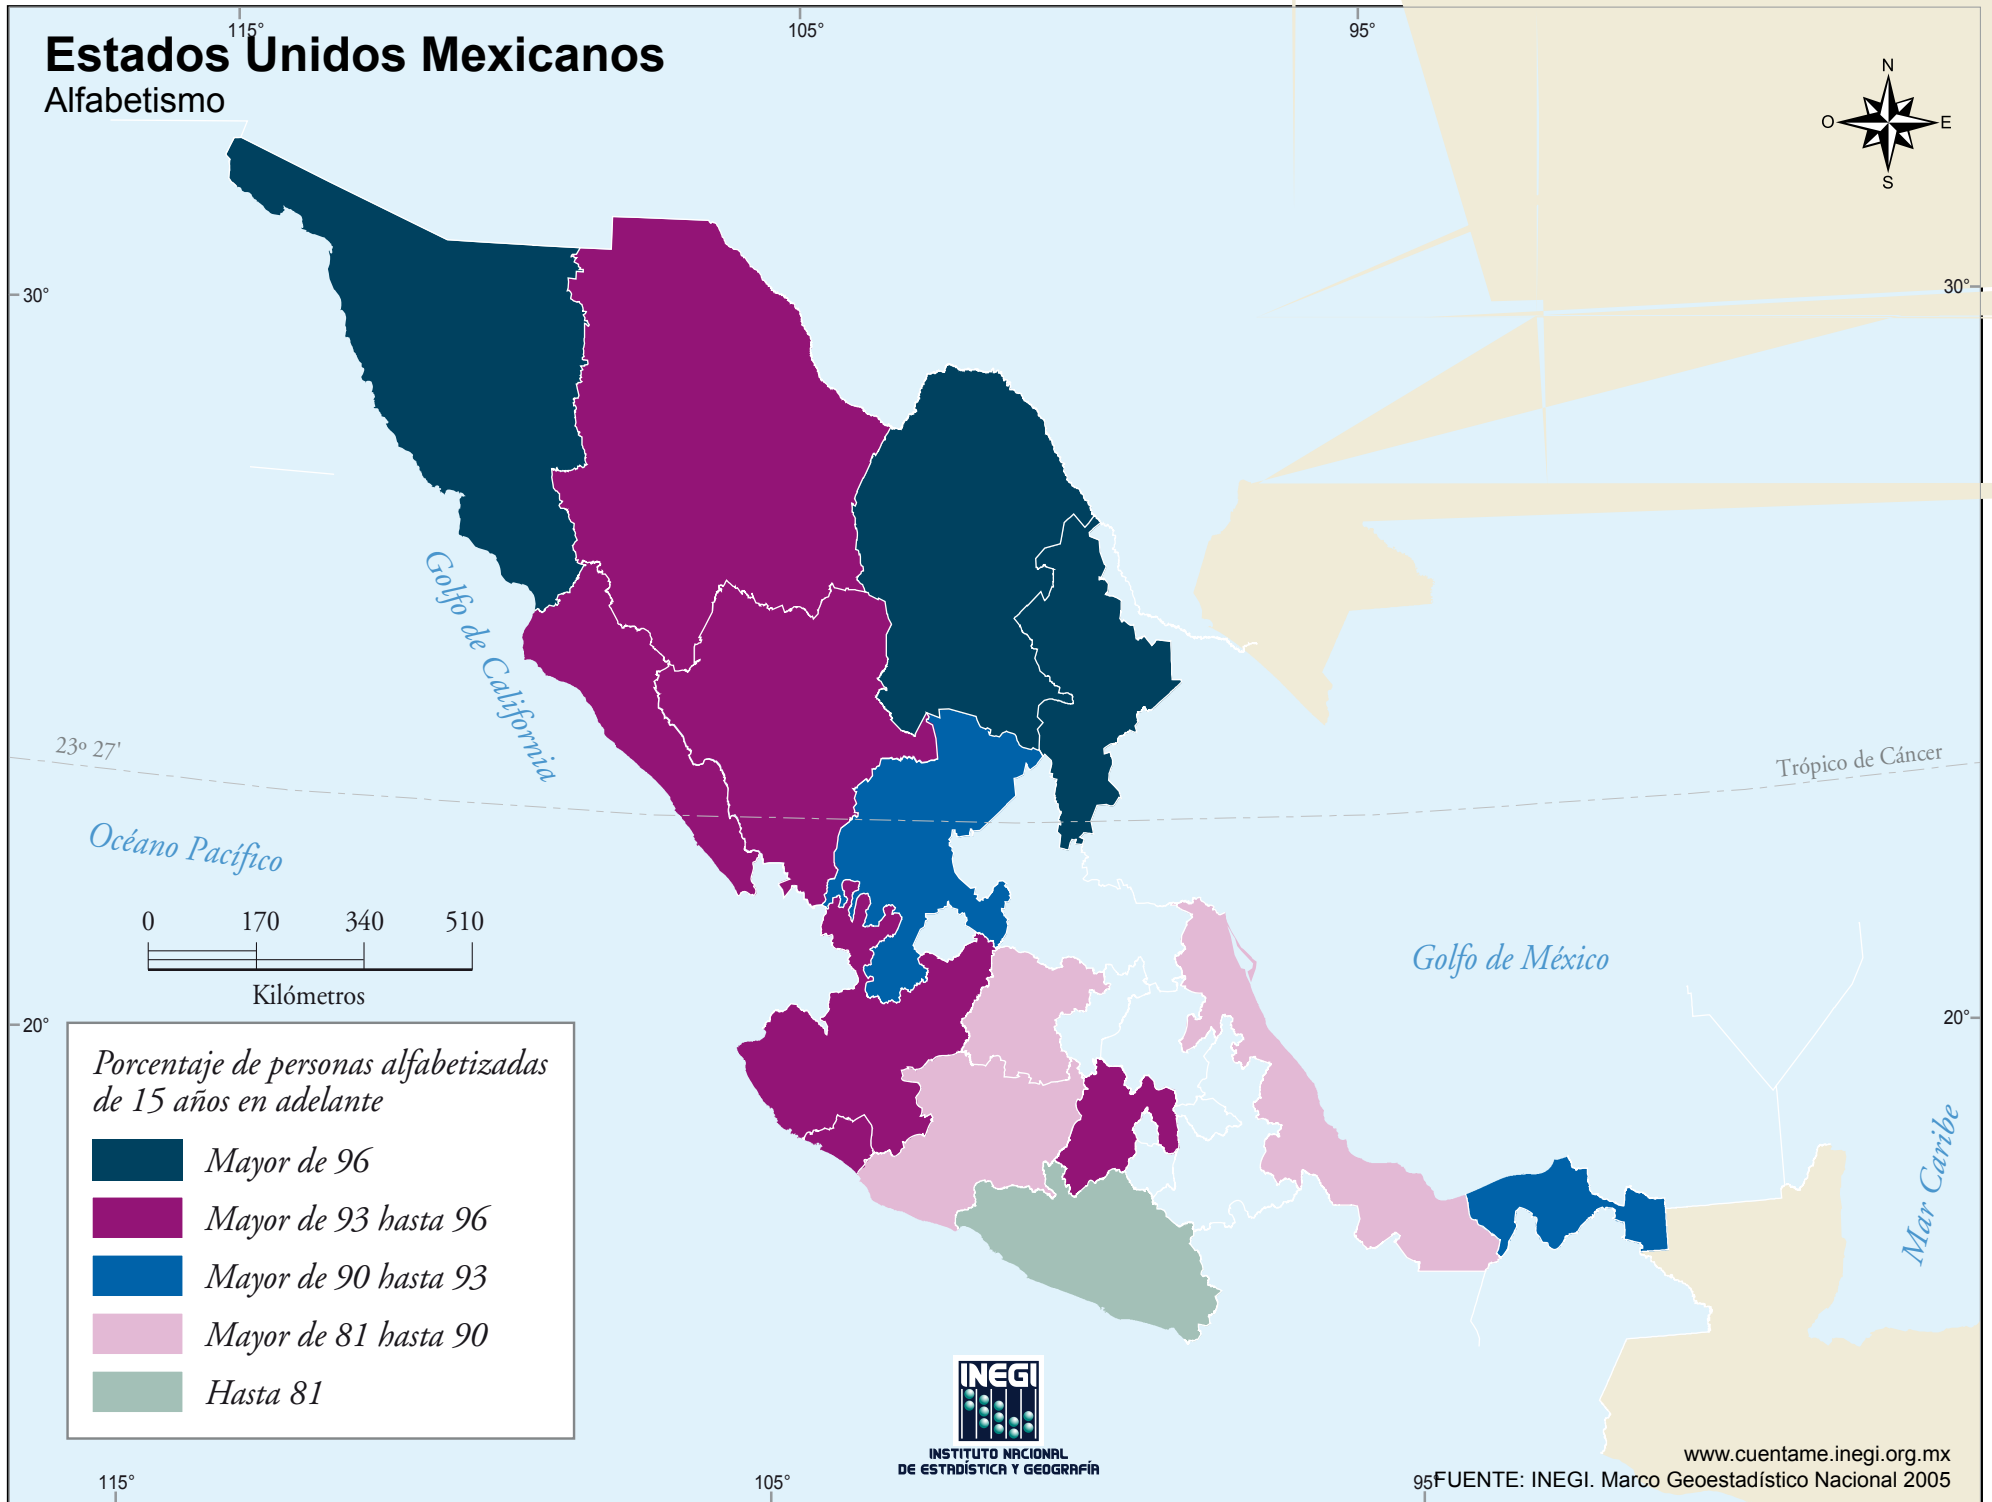 115°
105°
95°
Estados Unidos Mexicanos
Alfabetismo
N
O
E
S
30°
30°
Golfo de California
23º 27'
Trópico de Cáncer
Océano Pacífico
0 170 340 510
Kilómetros
Golfo de México
20°
20°
Mar Caribe
Porcentaje de personas alfabetizadas
de 15 años en adelante
Mayor de 96
Mayor de 93 hasta 96
Mayor de 90 hasta 93
Mayor de 81 hasta 90
Hasta 81
INEGI
INSTITUTO NACIONAL
DE ESTADÍSTICA Y GEOGRAFÍA
www.cuentame.inegi.org.mx
FUENTE: INEGI. Marco Geoestadístico Nacional 2005
115°
105°
95°